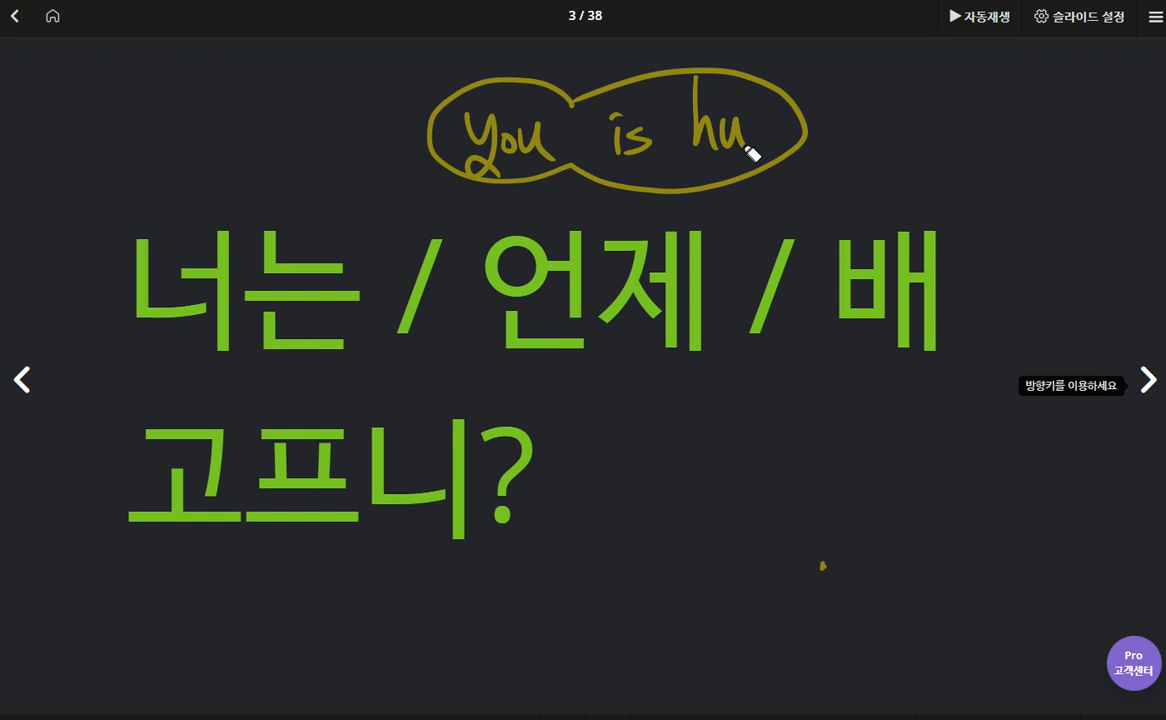 3 / 38
자동재생
슬라이드 설정
You is hu
너는 / 언제 / 배
고프니?
방향키를 이용하세요
Pro
고객센터